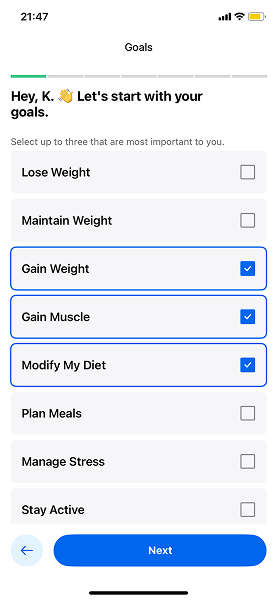 21:47
Goals
Hey, K. 👋 Let's start with your
goals.
Select up to three that are most important to you.
Lose Weight
Maintain Weight
Gain Weight
Gain Muscle
Modify My Diet
Plan Meals
Manage Stress
Stay Active
Next